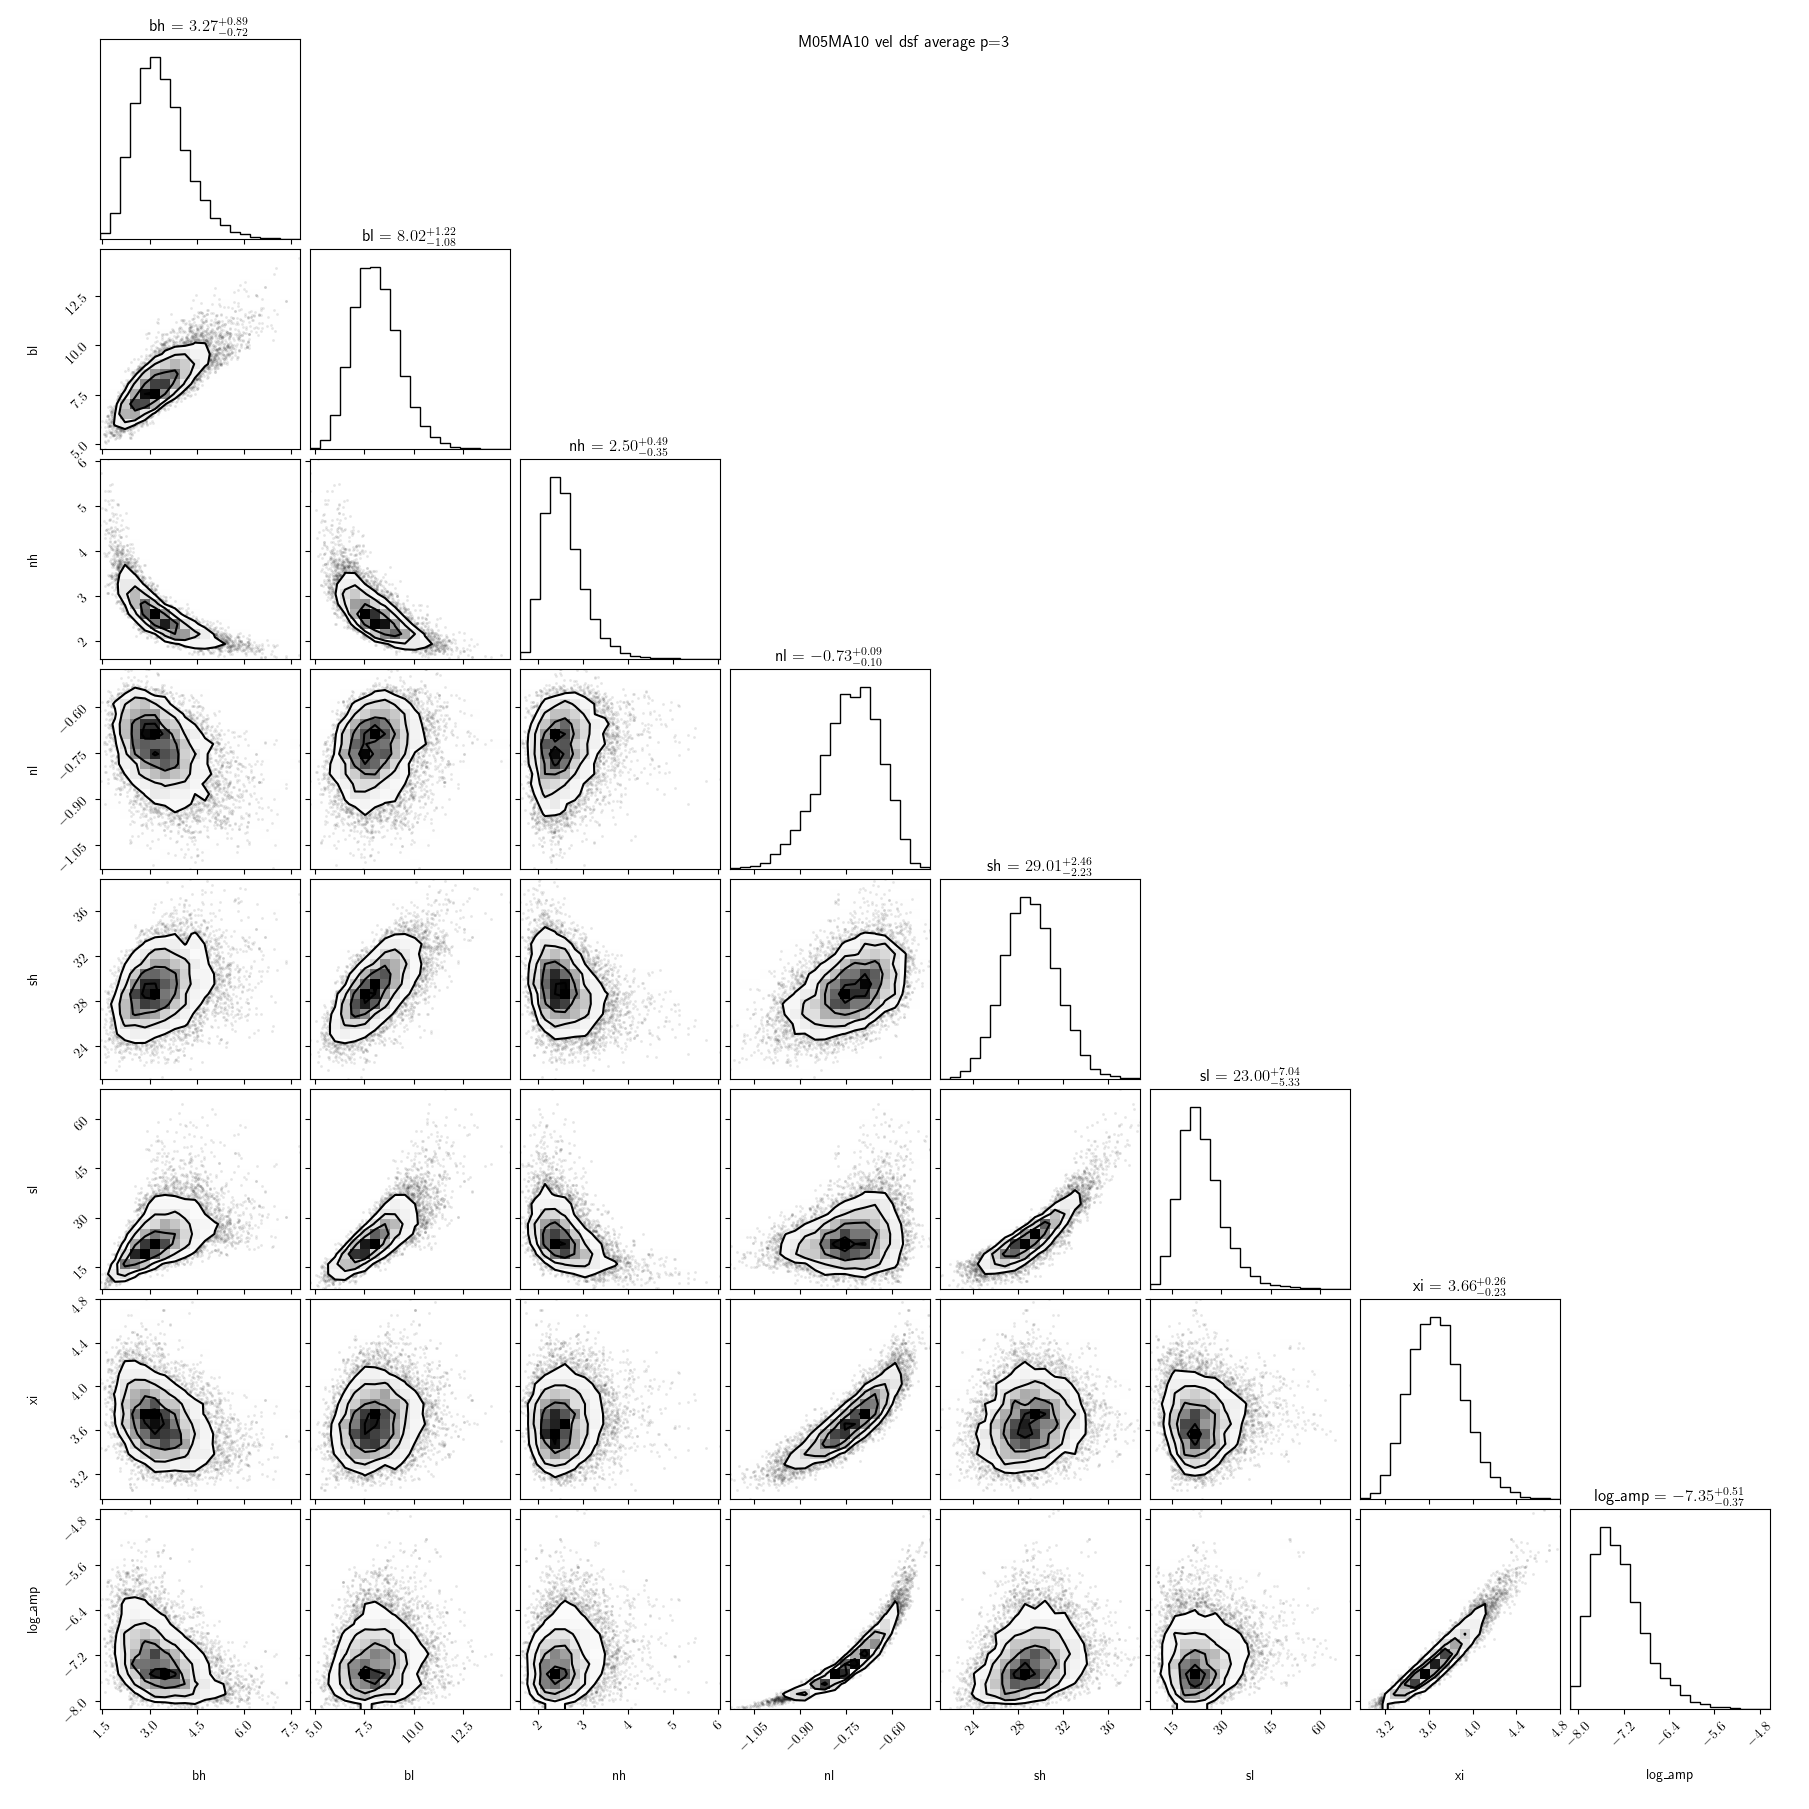 M05MA10 vel dsf average p=3
bh = 3.27+0.89−0.72
bl = 8.02+1.22−1.08
12.5
10.0
7.5
5.0
bl
nh = 2.50+0.49−0.35
6
5
4
3
2
nh
nl = −0.73+0.09−0.10
−0.60
−0.75
−0.90
−1.05
nl
sh = 29.01+2.46−2.23
36
32
28
24
sh
sl = 23.00+7.04−5.33
60
45
30
15
sl
xi = 3.66+0.26−0.23
4.8
4.4
4.0
3.6
3.2
xi
log_amp = −7.35+0.51−0.37
−4.8
−5.6
−6.4
−7.2
−8.0
log_amp
1.5 3.0 4.5 6.0 7.5 5.0 7.5 10.0 12.5 2 3 4 5 6 −1.05 −0.90 −0.75 −0.60 24 28 32 36 15 30 45 60 3.2 3.6 4.0 4.4 4.8 −8.0 −7.2 −6.4 −5.6 −4.8
bh bl nh nl sh sl xi log_amp